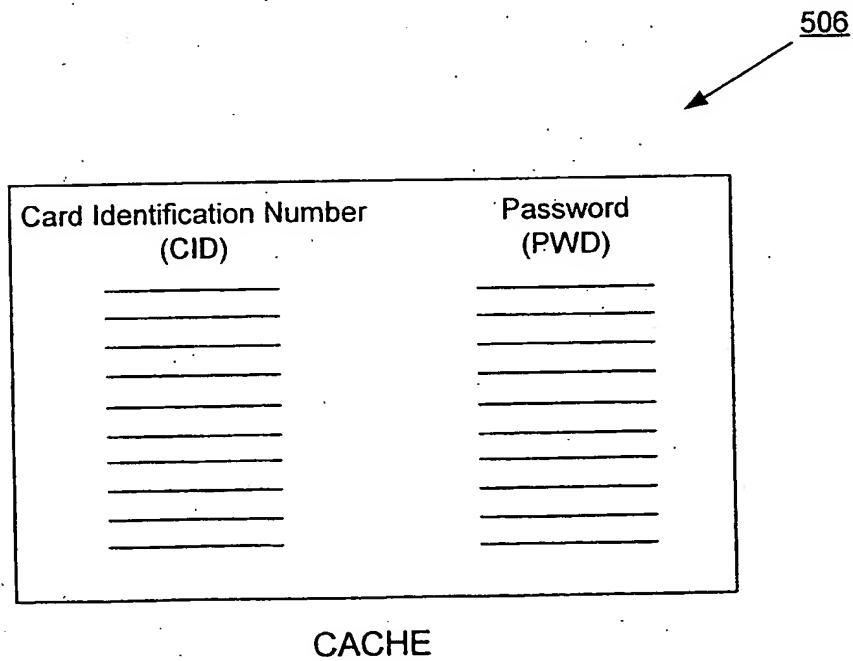 506
Card Identification Number
(CID)
Password
(PWD)
CACHE